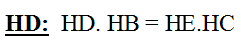 HD: HD. HB = HE.HC